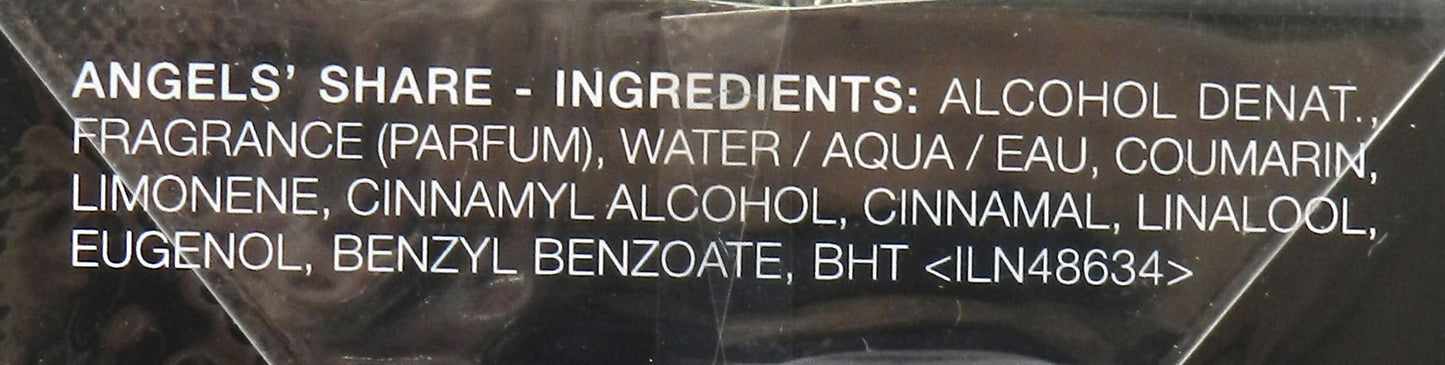 ANGELS’ SHARE - INGREDIENTS: ALCOHOL DENAT.,
FRAGRANCE (PARFUM), WATER / AQUA / EAU, COUMARIN,
LIMONENE, CINNAMYL ALCOHOL, CINNAMAL, LINALOOL,
EUGENOL, BENZYL BENZOATE, BHT <ILN48634>